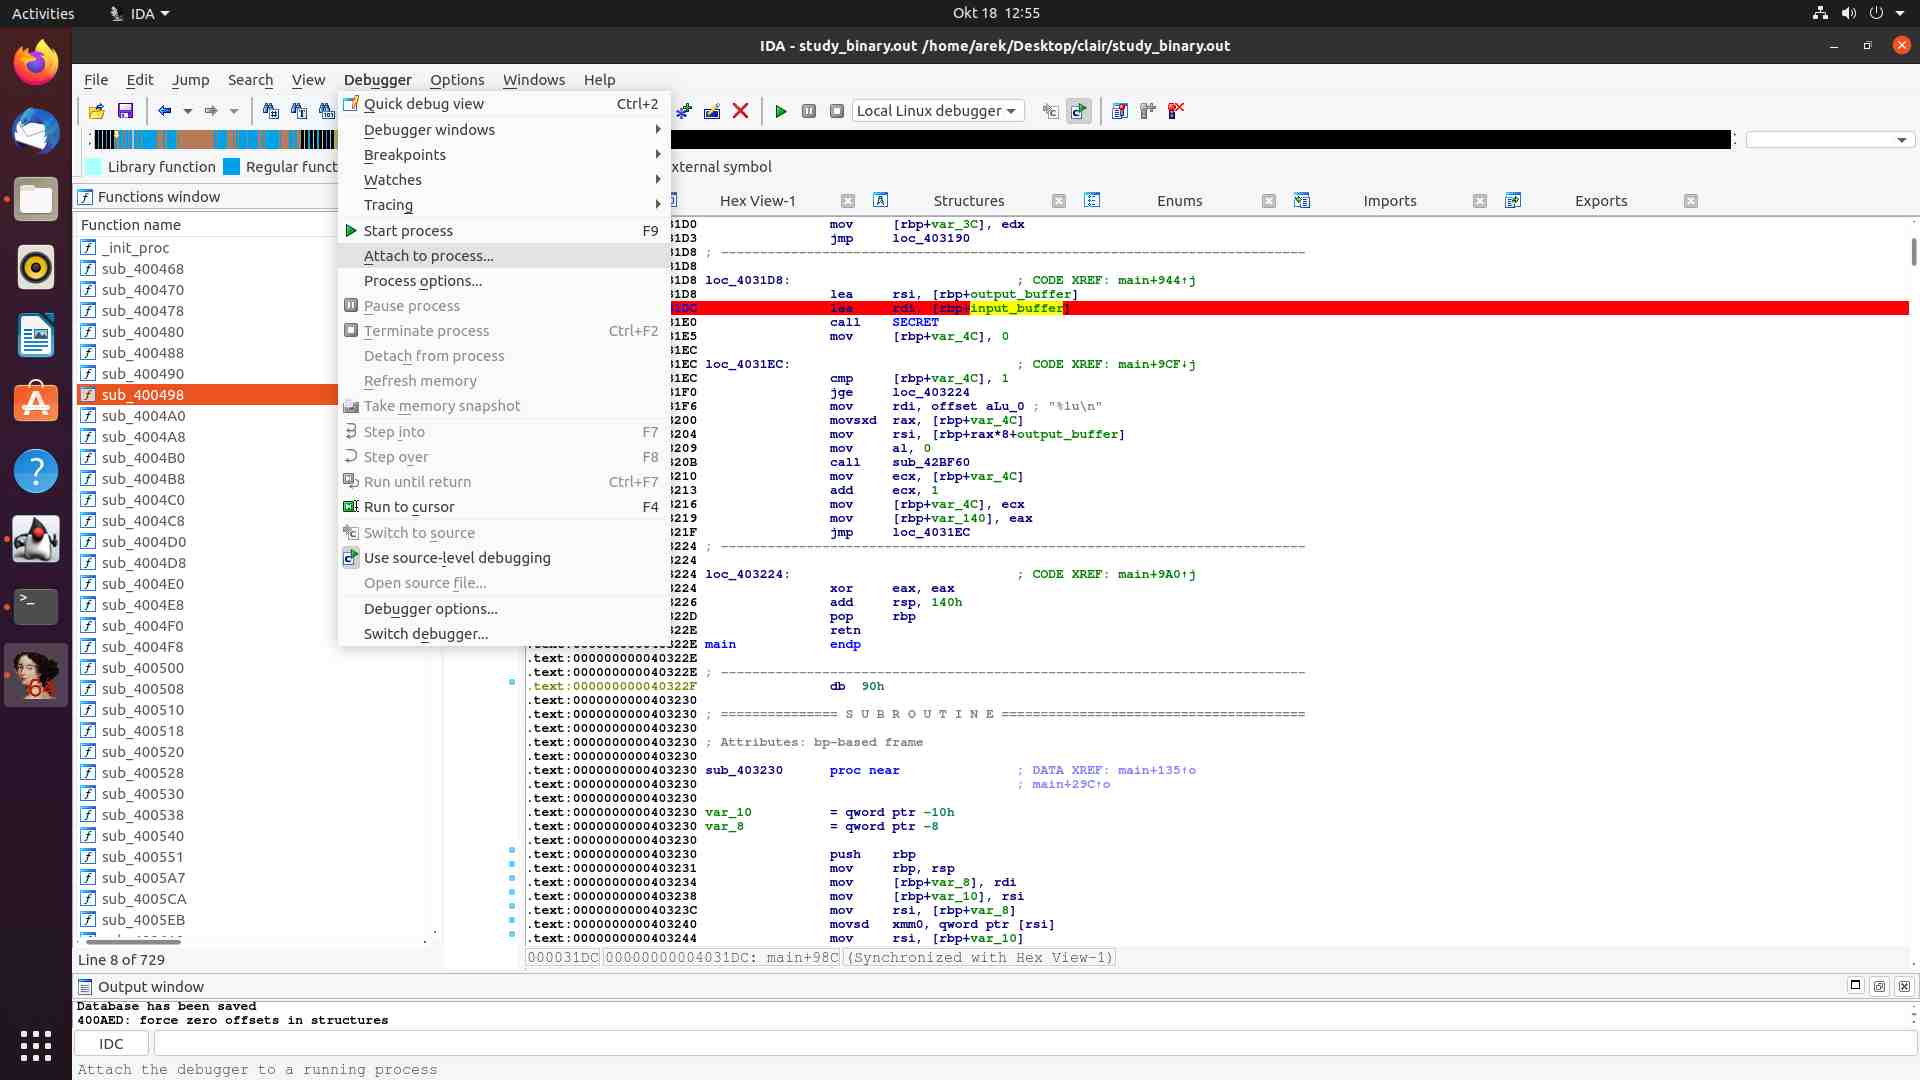 Activities IDA Okt 18 12:55
IDA - study_binary.out /home/arek/Desktop/clair/study_binary.out
File Edit Jump Search View Debugger Options Windows Help
Local Linux debugger
Library function Regular funct xternal symbol
Functions window
Hex View-1 Structures Enums Imports Exports
Function name
_init_proc
sub_400468
sub_400470
sub_400478
sub_400480
sub_400488
sub_400490
sub_400498
sub_4004A0
sub_4004A8
sub_4004B0
sub_4004B8
sub_4004C0
sub_4004C8
sub_4004D0
sub_4004D8
sub_4004E0
sub_4004E8
sub_4004F0
sub_4004F8
sub_400500
sub_400508
sub_400510
sub_400518
sub_400520
sub_400528
sub_400530
sub_400538
sub_400540
sub_400551
sub_4005A7
sub_4005CA
sub_4005EB
Line 8 of 729
Quick debug view Ctrl+2
Debugger windows
Breakpoints
Watches
Tracing
Start process F9
Attach to process...
Process options...
Pause process
Terminate process Ctrl+F2
Detach from process
Refresh memory
Take memory snapshot
Step into F7
Step over F8
Run until return Ctrl+F7
Run to cursor F4
Switch to source
Use source-level debugging
Open source file...
Debugger options...
Switch debugger...
31D0 mov [rbp+var_3C], edx
31D3 jmp loc_403190
31D8 ; ---------------------------------------------------------------------------
31D8
31D8 loc_4031D8: ; CODE XREF: main+944↑j
31D8 lea rsi, [rbp+output_buffer]
31DC lea rdi, [rbp+input_buffer]
31E0 call SECRET
31E5 mov [rbp+var_4C], 0
31EC
31EC loc_4031EC: ; CODE XREF: main+9CF↓j
31EC cmp [rbp+var_4C], 1
31F0 jge loc_403224
31F6 mov rdi, offset aLu_0 ; "%lu\n"
3200 movsxd rax, [rbp+var_4C]
3204 mov rsi, [rbp+rax*8+output_buffer]
3209 mov al, 0
320B call sub_42BF60
3210 mov ecx, [rbp+var_4C]
3213 add ecx, 1
3216 mov [rbp+var_4C], ecx
3219 mov [rbp+var_140], eax
321F jmp loc_4031EC
3224 ; ---------------------------------------------------------------------------
3224
3224 loc_403224: ; CODE XREF: main+9A0↑j
3224 xor eax, eax
3226 add rsp, 140h
322D pop rbp
322E retn
322E main endp
.text:000000000040322E
.text:000000000040322E ; ---------------------------------------------------------------------------
.text:000000000040322F db 90h
.text:0000000000403230
.text:0000000000403230 ; =============== S U B R O U T I N E =======================================
.text:0000000000403230
.text:0000000000403230 ; Attributes: bp-based frame
.text:0000000000403230
.text:0000000000403230 sub_403230 proc near ; DATA XREF: main+135↑o
.text:0000000000403230 ; main+29C↑o
.text:0000000000403230
.text:0000000000403230 var_10 = qword ptr -10h
.text:0000000000403230 var_8 = qword ptr -8
.text:0000000000403230
.text:0000000000403230 push rbp
.text:0000000000403231 mov rbp, rsp
.text:0000000000403234 mov [rbp+var_8], rdi
.text:0000000000403238 mov [rbp+var_10], rsi
.text:000000000040323C mov rsi, [rbp+var_8]
.text:0000000000403240 movsd xmm0, qword ptr [rsi]
.text:0000000000403244 mov rsi, [rbp+var_10]
000031DC 00000000004031DC: main+98C (Synchronized with Hex View-1)
Output window
Database has been saved
400AED: force zero offsets in structures
IDC
Attach the debugger to a running process